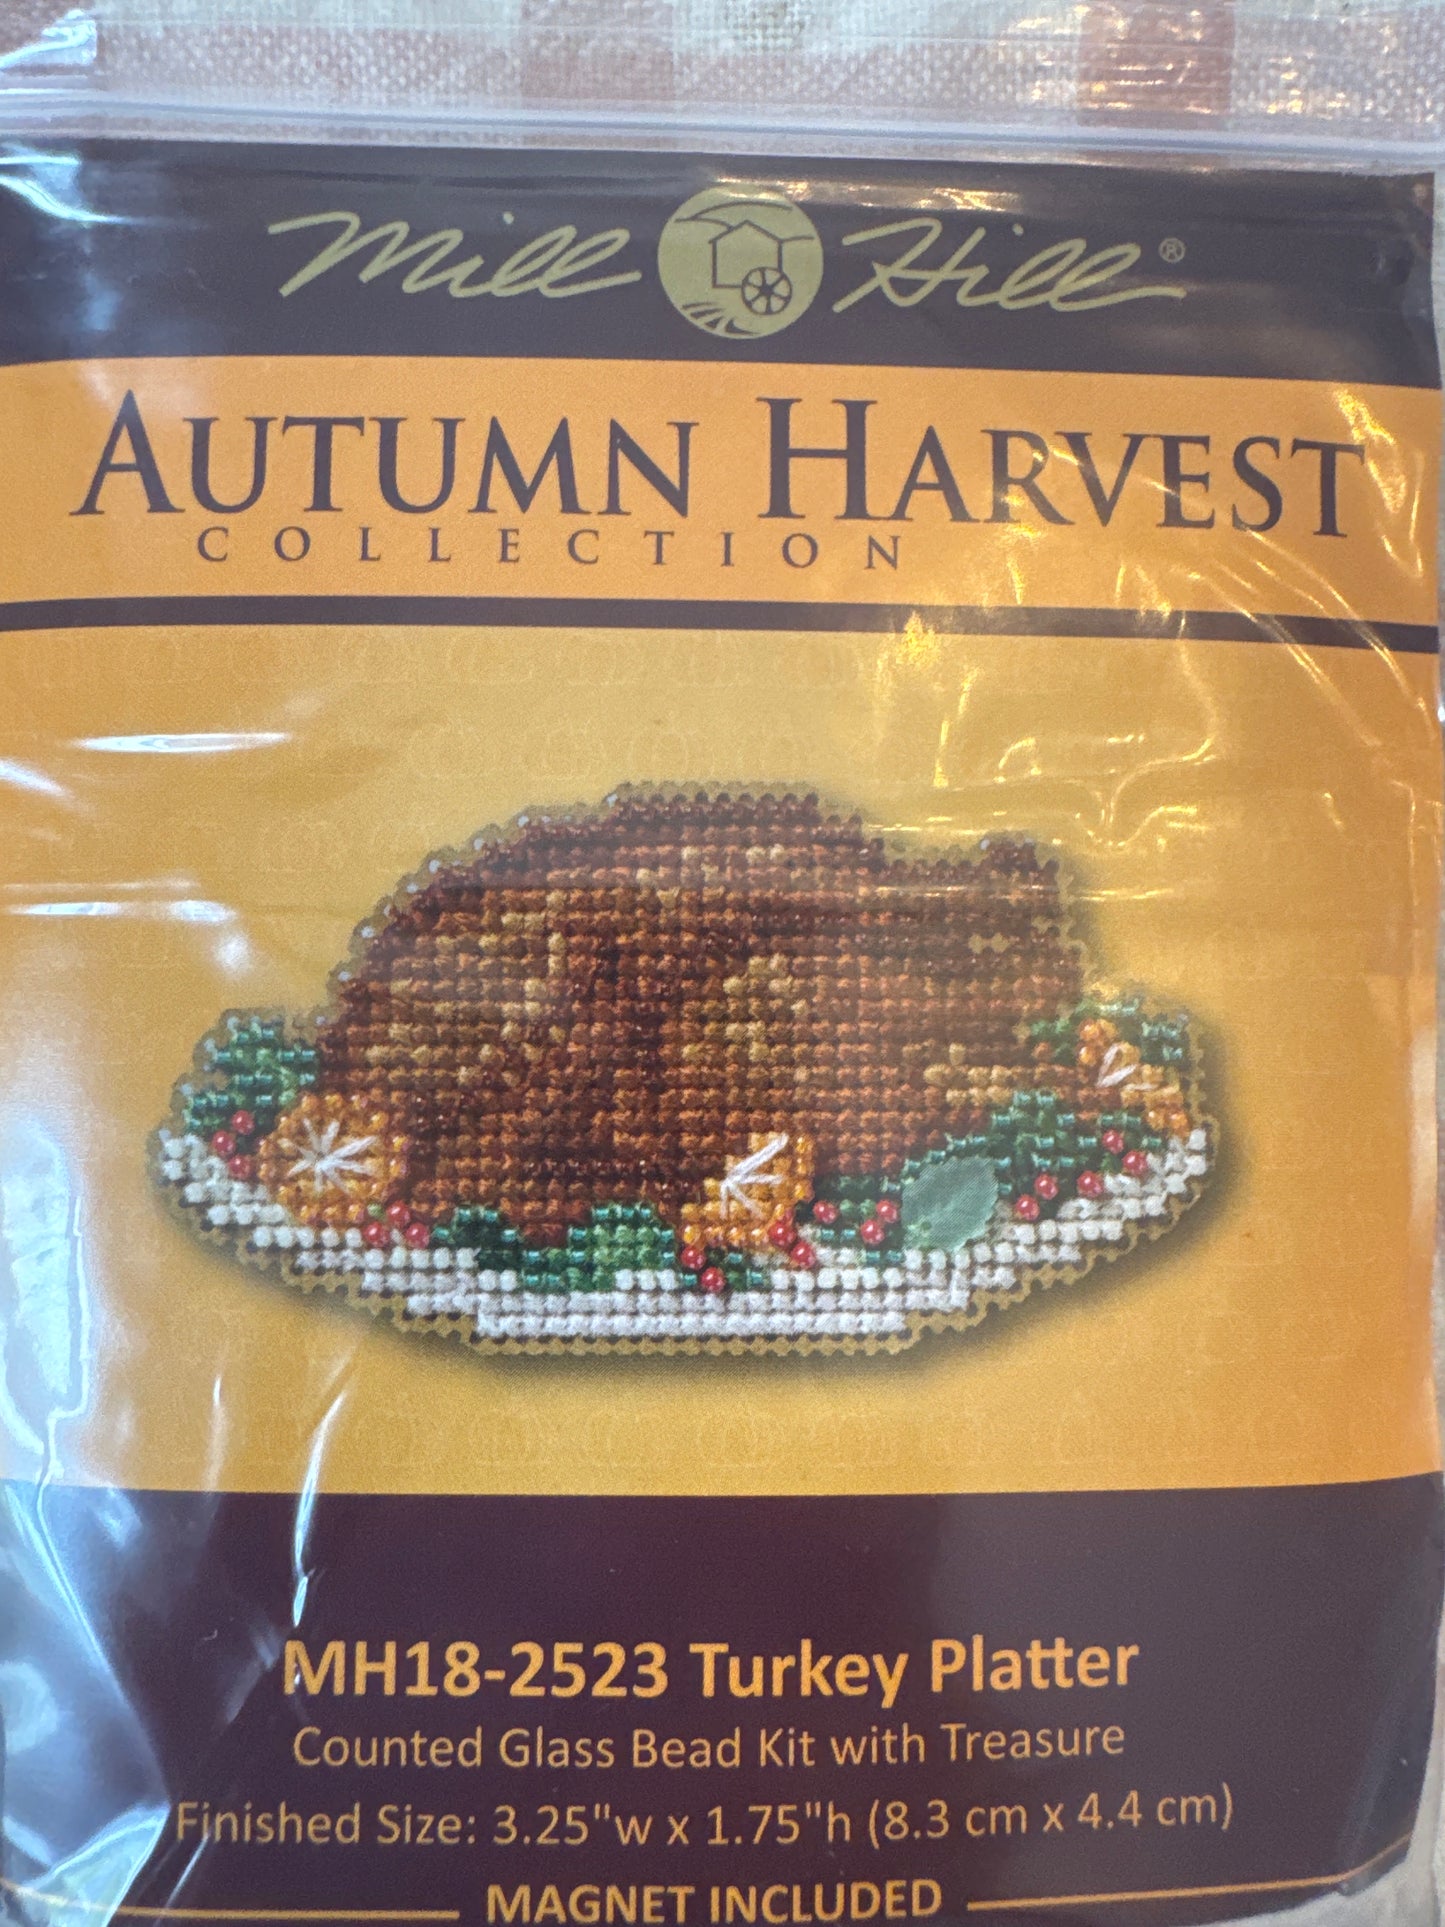 Mill Hill®
AUTUMN HARVEST
COLLECTION
MH18-2523 Turkey Platter
Counted Glass Bead Kit with Treasure
Finished Size: 3.25"w x 1.75"h (8.3 cm x 4.4 cm)
MAGNET INCLUDED